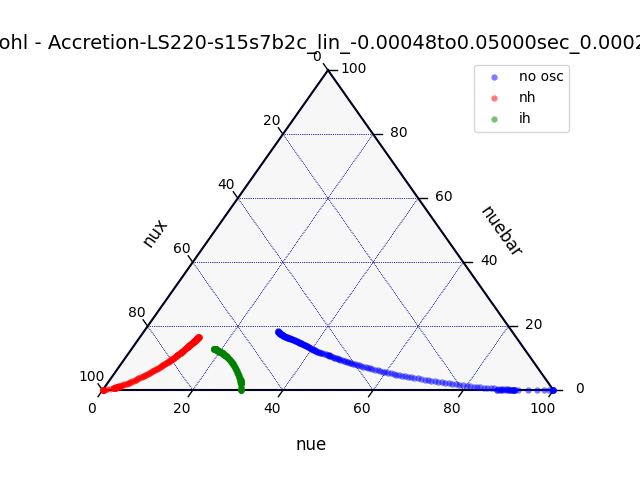 ohl - Accretion-LS220-s15s7b2c_lin_-0.00048to0.05000sec_0.0002
0 100
no osc
nh
ih
20 80
40 60
nux nuebar
60 40
80 20
100 0
0 20 40 60 80 100
nue